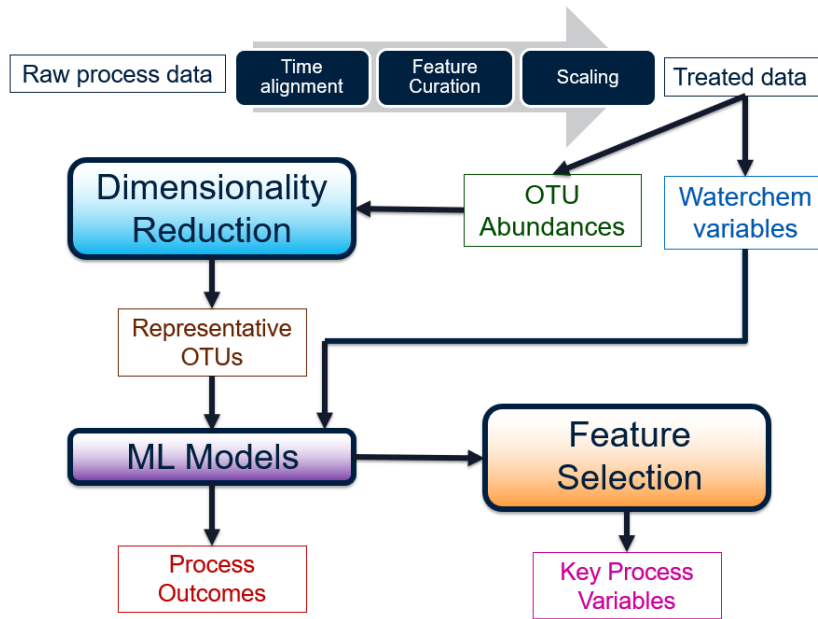 Raw process data
Time
alignment
Feature
Curation
Scaling
Treated data
Dimensionality
Reduction
OTU
Abundances
Waterchem
variables
Representative
OTUs
ML Models
Feature
Selection
Process
Outcomes
Key Process
Variables